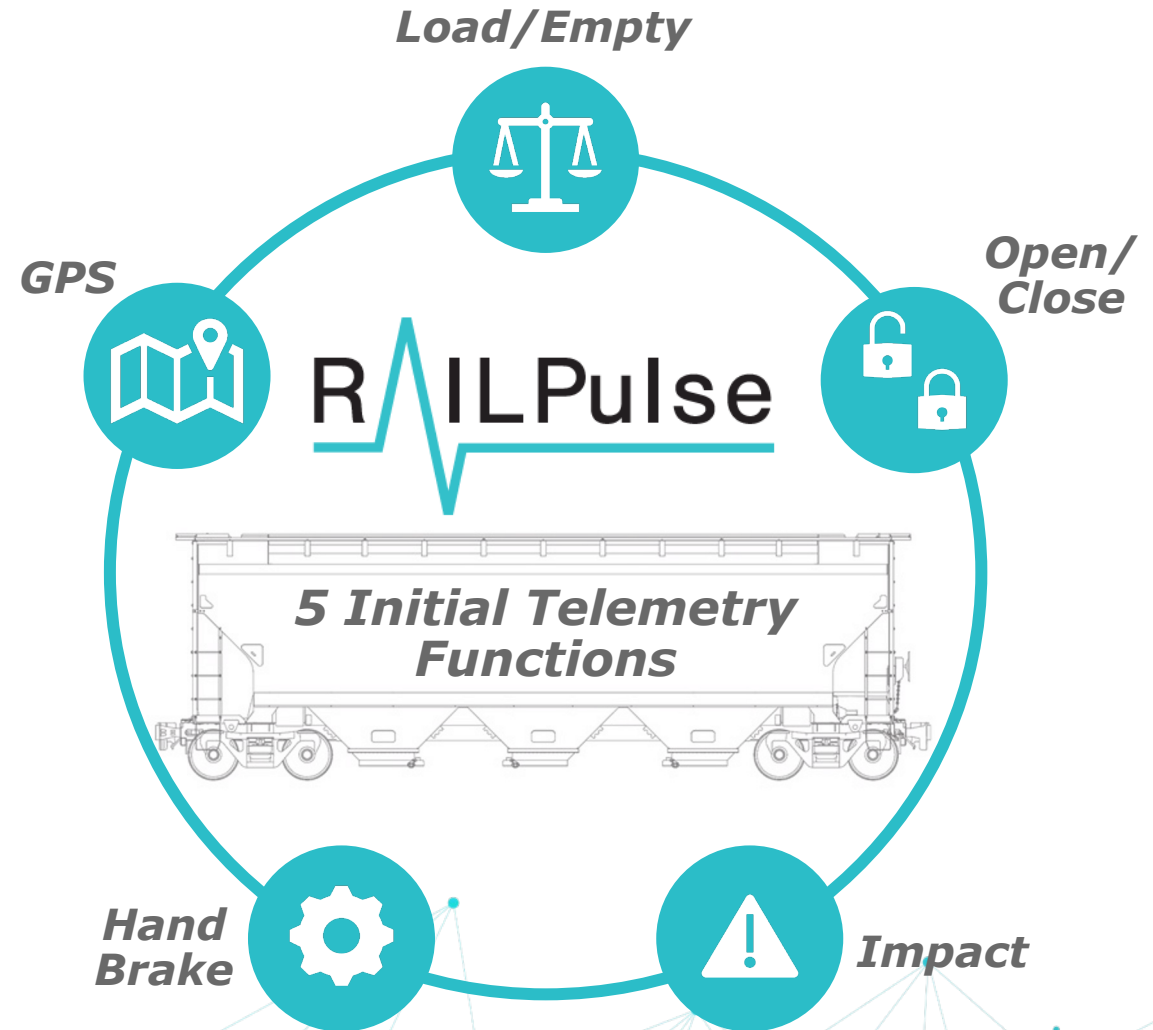 Load/Empty
GPS
Open/
Close
RAILPulse
5 Initial Telemetry
Functions
Hand
Brake
Impact